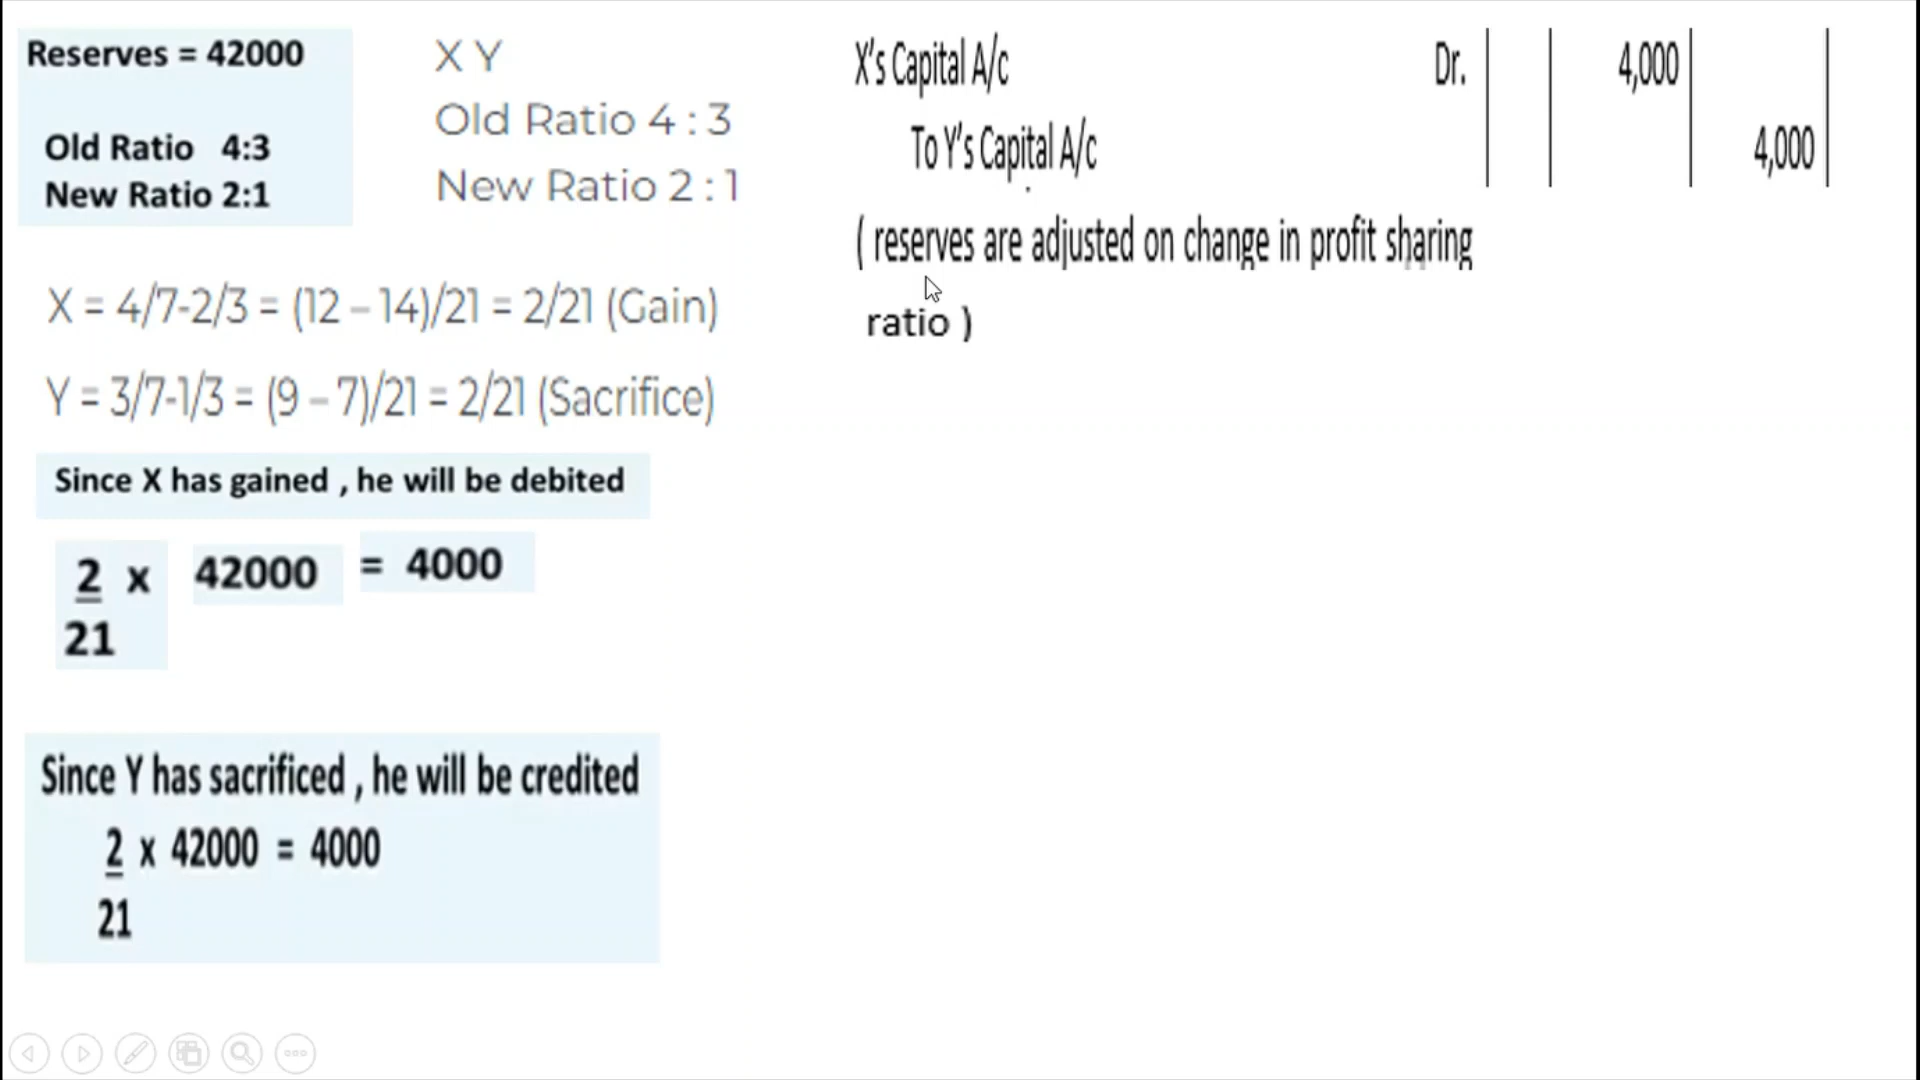 Reserves = 42000
Old Ratio 4:3
New Ratio 2:1
X Y
Old Ratio 4 : 3
New Ratio 2 : 1
X = 4/7-2/3 = (12 – 14)/21 = 2/21 (Gain)
Y = 3/7-1/3 = (9 – 7)/21 = 2/21 (Sacrifice)
Since X has gained , he will be debited
2 x 42000 = 4000
21
Since Y has sacrificed , he will be credited
2 x 42000 = 4000
21
X's Capital A/c Dr. 4,000
To Y's Capital A/c 4,000
( reserves are adjusted on change in profit sharing
ratio )